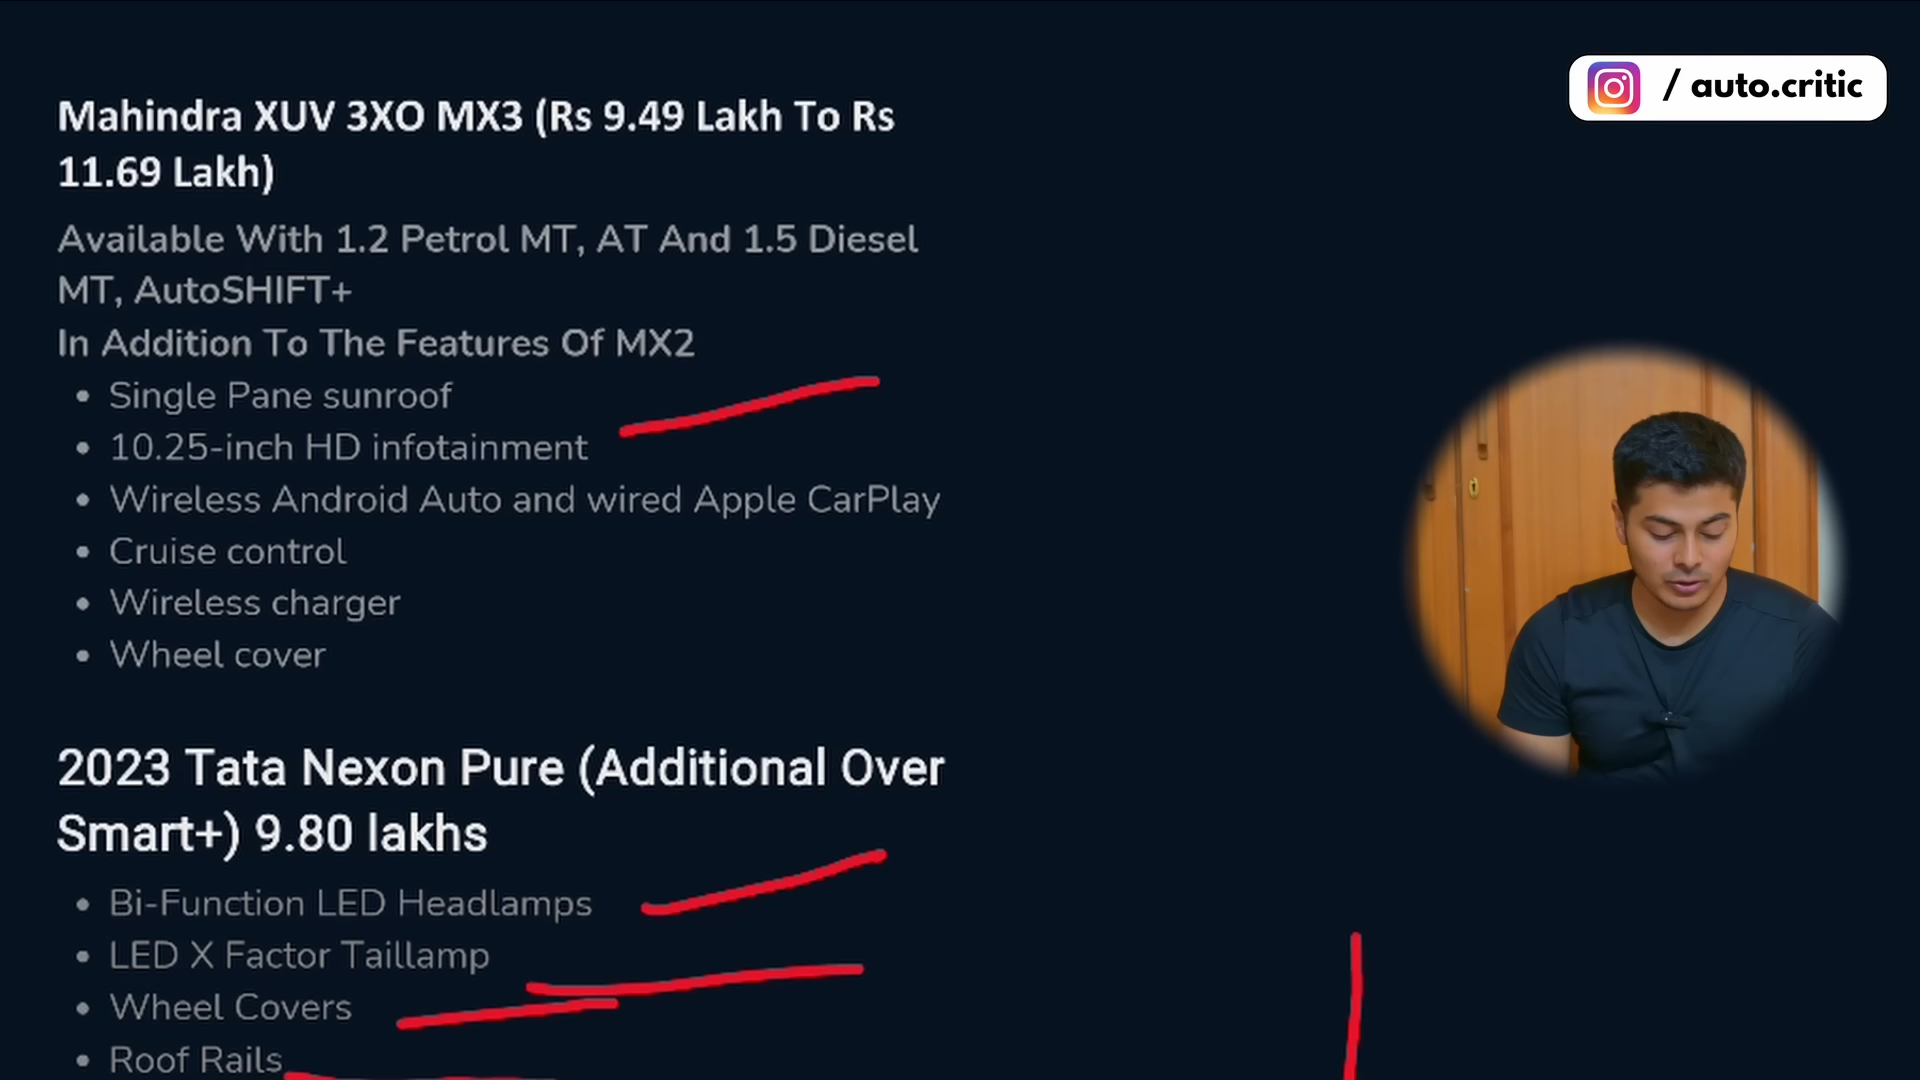 / auto.critic
Mahindra XUV 3XO MX3 (Rs 9.49 Lakh To Rs
11.69 Lakh)
Available With 1.2 Petrol MT, AT And 1.5 Diesel
MT, AutoSHIFT+
In Addition To The Features Of MX2
• Single Pane sunroof
• 10.25-inch HD infotainment
• Wireless Android Auto and wired Apple CarPlay
• Cruise control
• Wireless charger
• Wheel cover
2023 Tata Nexon Pure (Additional Over
Smart+) 9.80 lakhs
• Bi-Function LED Headlamps
• LED X Factor Taillamp
• Wheel Covers
• Roof Rails